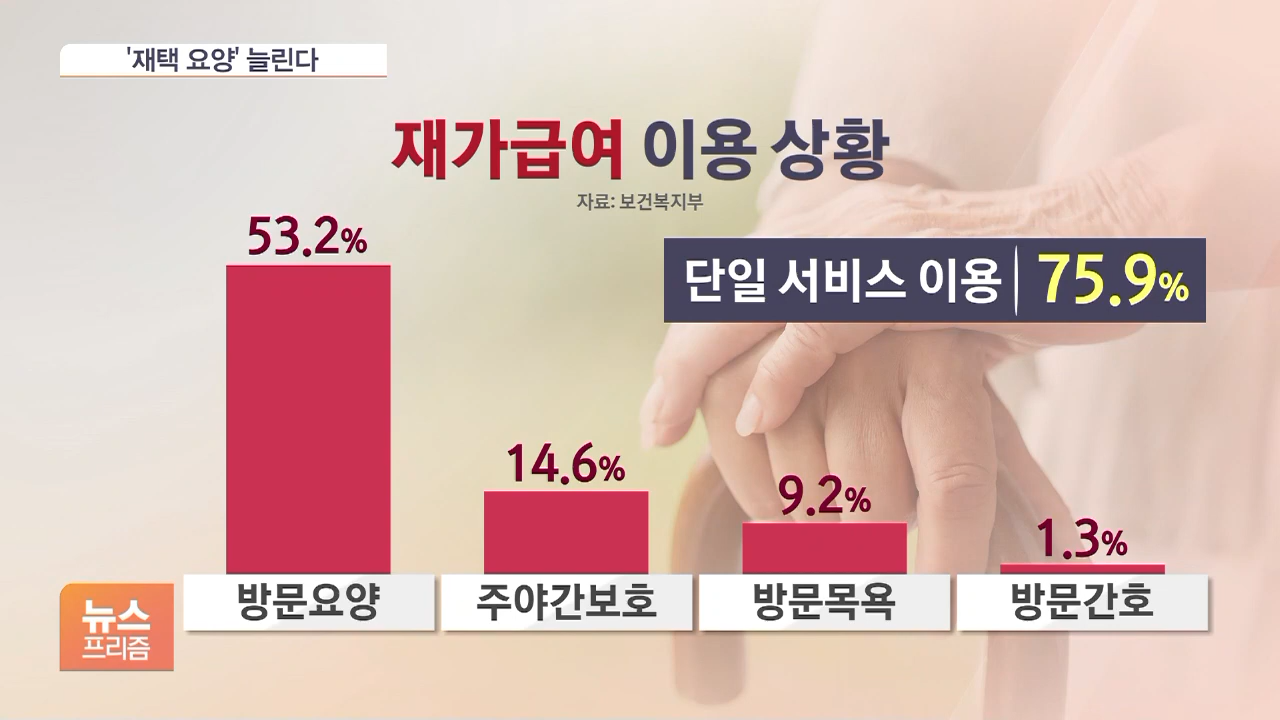 '재택 요양' 늘린다
재가급여 이용 상황
자료: 보건복지부
단일 서비스 이용 75.9%
53.2%
14.6%
9.2%
1.3%
방문요양
주야간보호
방문목욕
방문간호
뉴스
프리즘